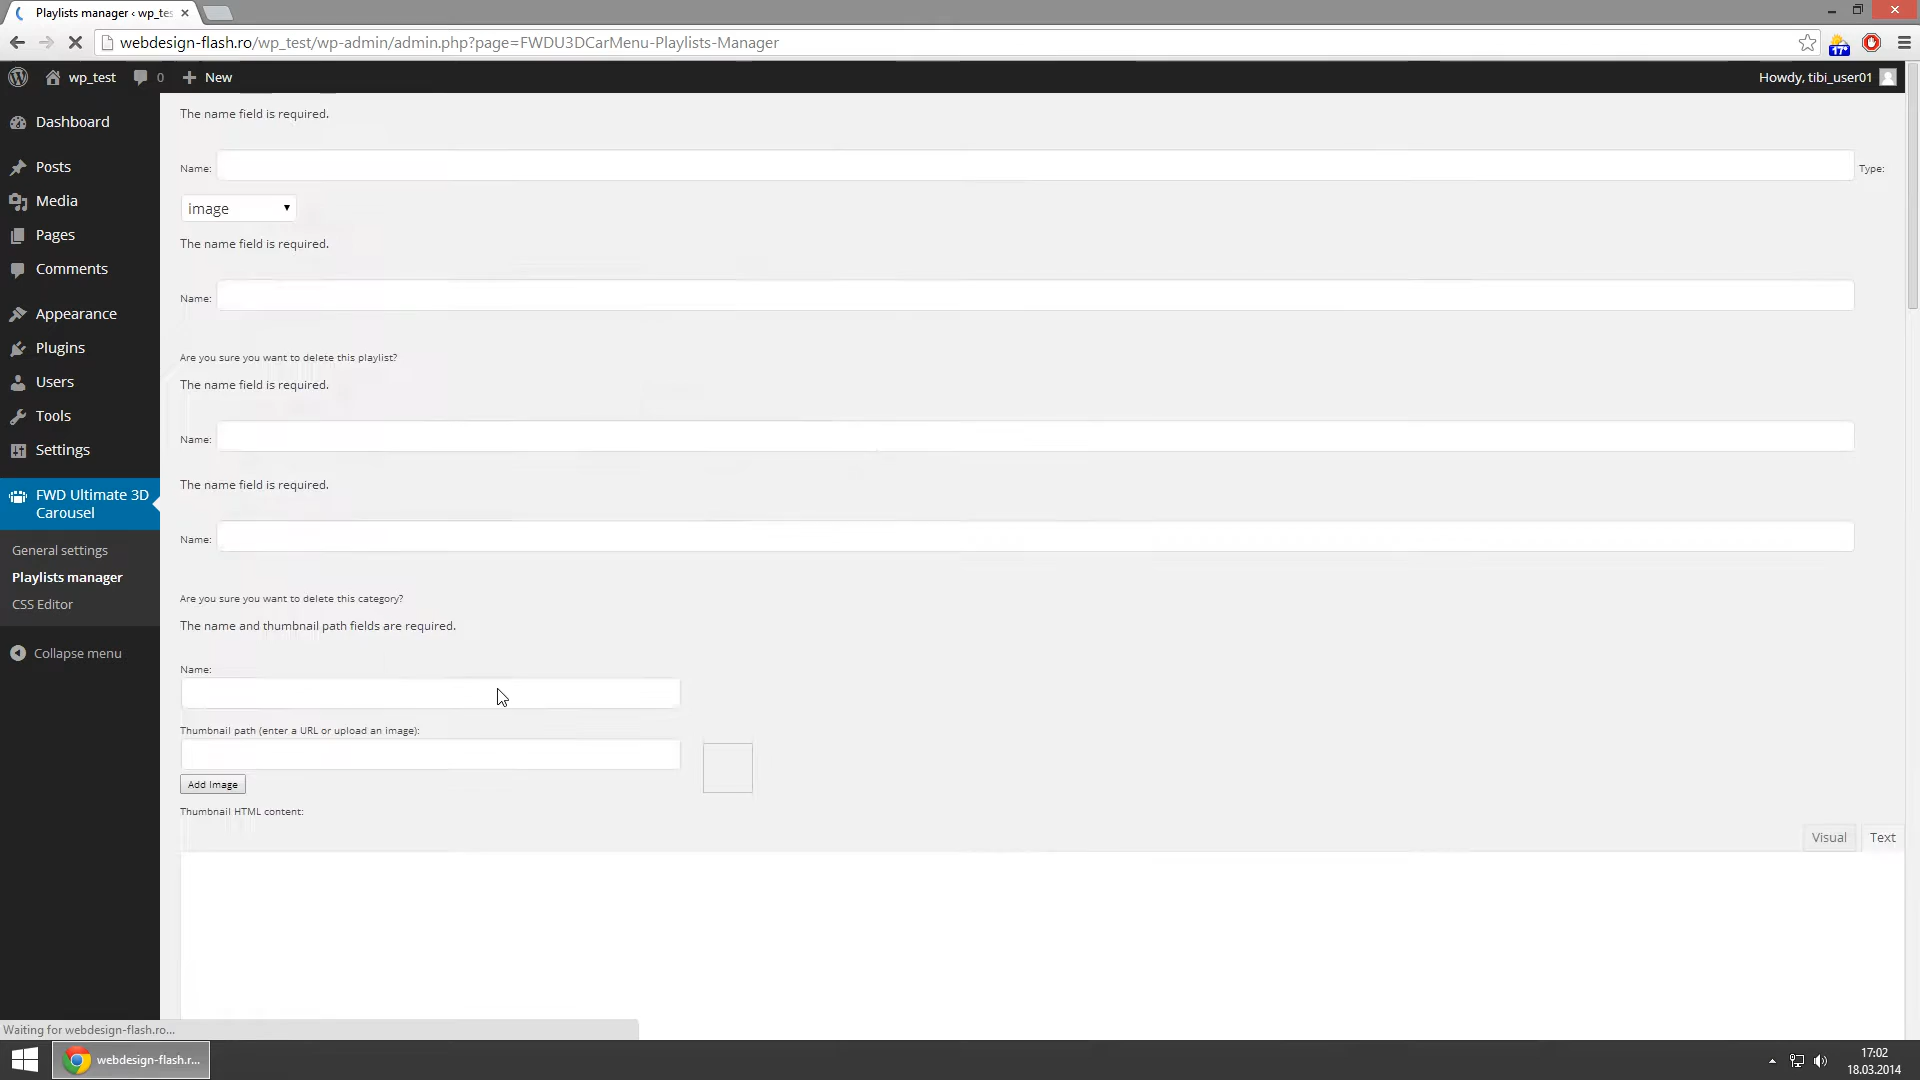 Playlists manager ‹ wp_tes
webdesign-flash.ro/wp_test/wp-admin/admin.php?page=FWDU3DCarMenu-Playlists-Manager
17°
wp_test 0 New Howdy, tibi_user01
Dashboard
Posts
Media
Pages
Comments
Appearance
Plugins
Users
Tools
Settings
FWD Ultimate 3D
Carousel
General settings
Playlists manager
CSS Editor
Collapse menu
The name field is required.
Name: Type:
image
The name field is required.
Name:
Are you sure you want to delete this playlist?
The name field is required.
Name:
The name field is required.
Name:
Are you sure you want to delete this category?
The name and thumbnail path fields are required.
Name:
Thumbnail path (enter a URL or upload an image):
Add Image
Thumbnail HTML content:
Visual Text
Waiting for webdesign-flash.ro...
webdesign-flash.r...
17:02
18.03.2014